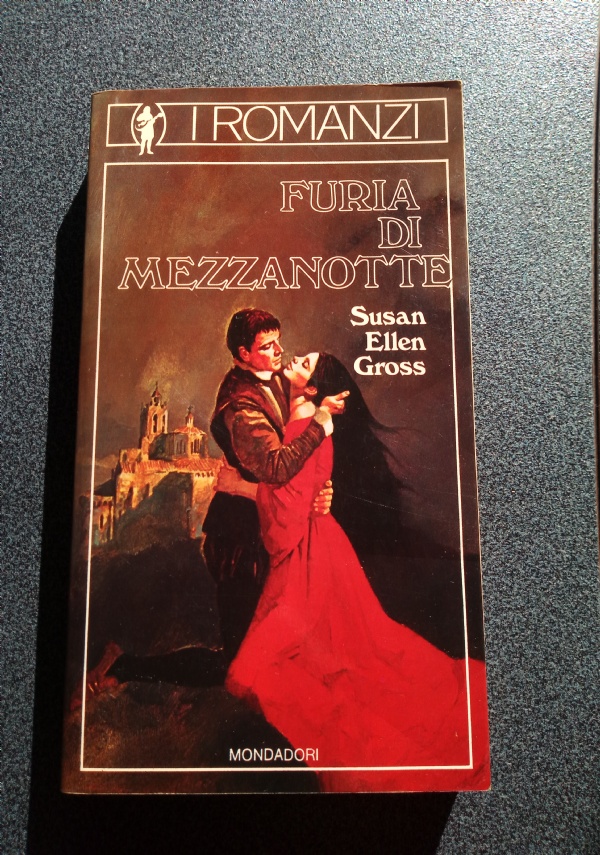 I ROMANZI
FURIA
DI
MEZZANOTTE
Susan
Ellen
Gross
MONDADORI